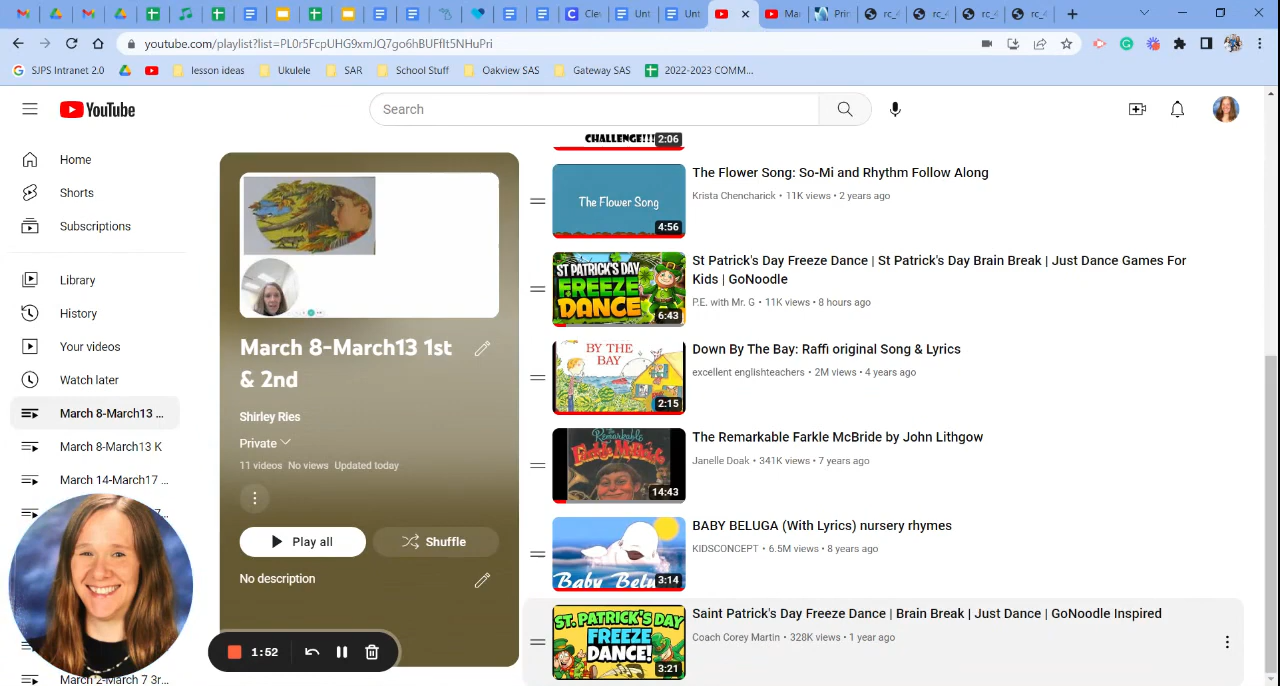 Cle
Unt
Unt
Mar
Prin
rc_
rc_
rc_
rc_
youtube.com/playlist?list=PL0r5FcpUHG9xmJQ7go6hBUFflt5NHuPri
SJPS Intranet 2.0
lesson ideas
Ukulele
SAR
School Stuff
Oakview SAS
Gateway SAS
2022-2023 COMM...
YouTube
Search
Home
Shorts
Subscriptions
Library
History
Your videos
Watch later
March 8-March13 ...
March 8-March13 K
March 14-March17 ...
March 2-March 7 3r...
March 8-March13 1st
& 2nd
Shirley Ries
Private
11 videos No views Updated today
Play all
Shuffle
No description
1:52
CHALLENGE!!! 2:06
The Flower Song
4:56
The Flower Song: So-Mi and Rhythm Follow Along
Krista Chencharick • 11K views • 2 years ago
ST PATRICK'S DAY
FREEZE
DANCE
6:43
St Patrick's Day Freeze Dance | St Patrick's Day Brain Break | Just Dance Games For
Kids | GoNoodle
P.E. with Mr. G • 11K views • 8 hours ago
BY THE
BAY
2:15
Down By The Bay: Raffi original Song & Lyrics
excellent englishteachers • 2M views • 4 years ago
The Remarkable
Farkle McBride
14:43
The Remarkable Farkle McBride by John Lithgow
Janelle Doak • 341K views • 7 years ago
Baby Belu
3:14
BABY BELUGA (With Lyrics) nursery rhymes
KIDSCONCEPT • 6.5M views • 8 years ago
ST. PATRICK'S DAY
FREEZE
DANCE!
3:21
Saint Patrick's Day Freeze Dance | Brain Break | Just Dance | GoNoodle Inspired
Coach Corey Martin • 328K views • 1 year ago